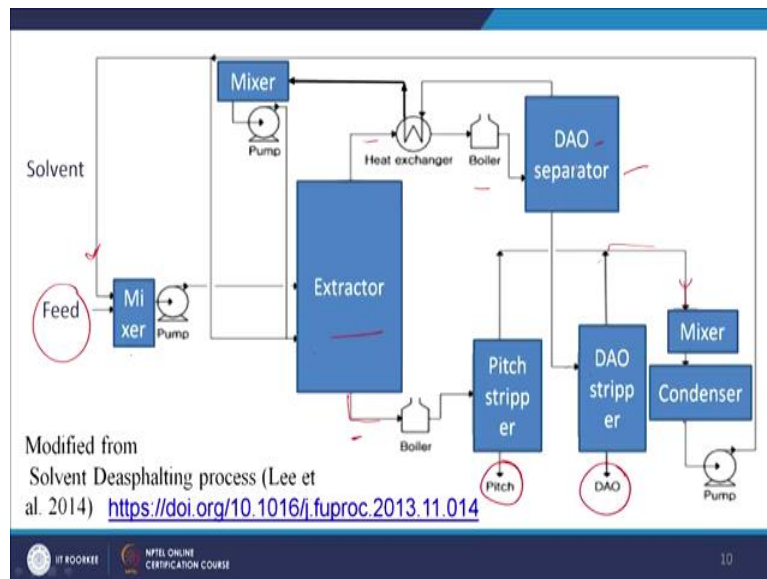 Mixer
Pump
Solvent
Heat exchanger
Boiler
DAO
separator
Feed
Mi
xer
Pump
Extractor
Boiler
Pitch
stripp
er
Pitch
DAO
stripp
er
DAO
Mixer
Condenser
Pump
Modified from
Solvent Deasphalting process (Lee et
al. 2014) https://doi.org/10.1016/j.fuproc.2013.11.014
IIT ROORKEE
NPTEL ONLINE
CERTIFICATION COURSE
10